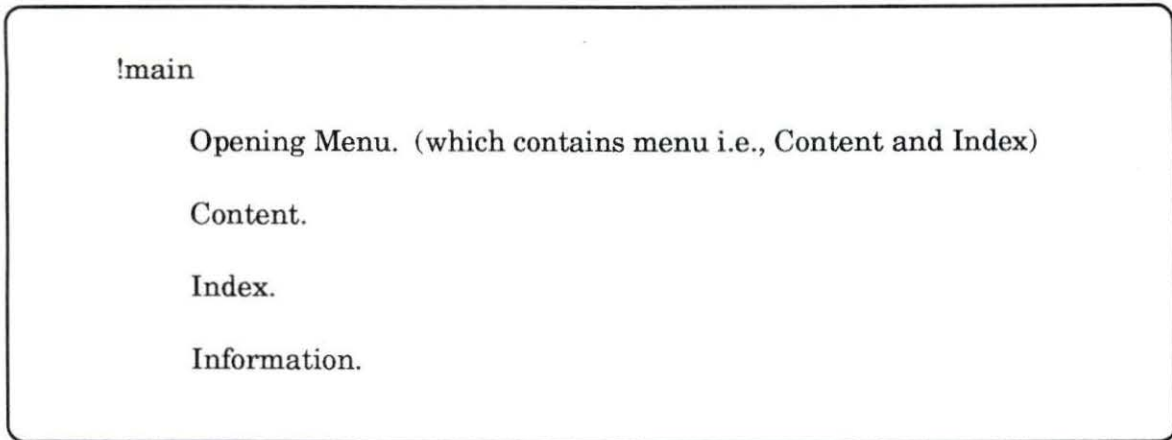 !main
Opening Menu. (which contains menu i.e., Content and Index)
Content.
Index.
Information.